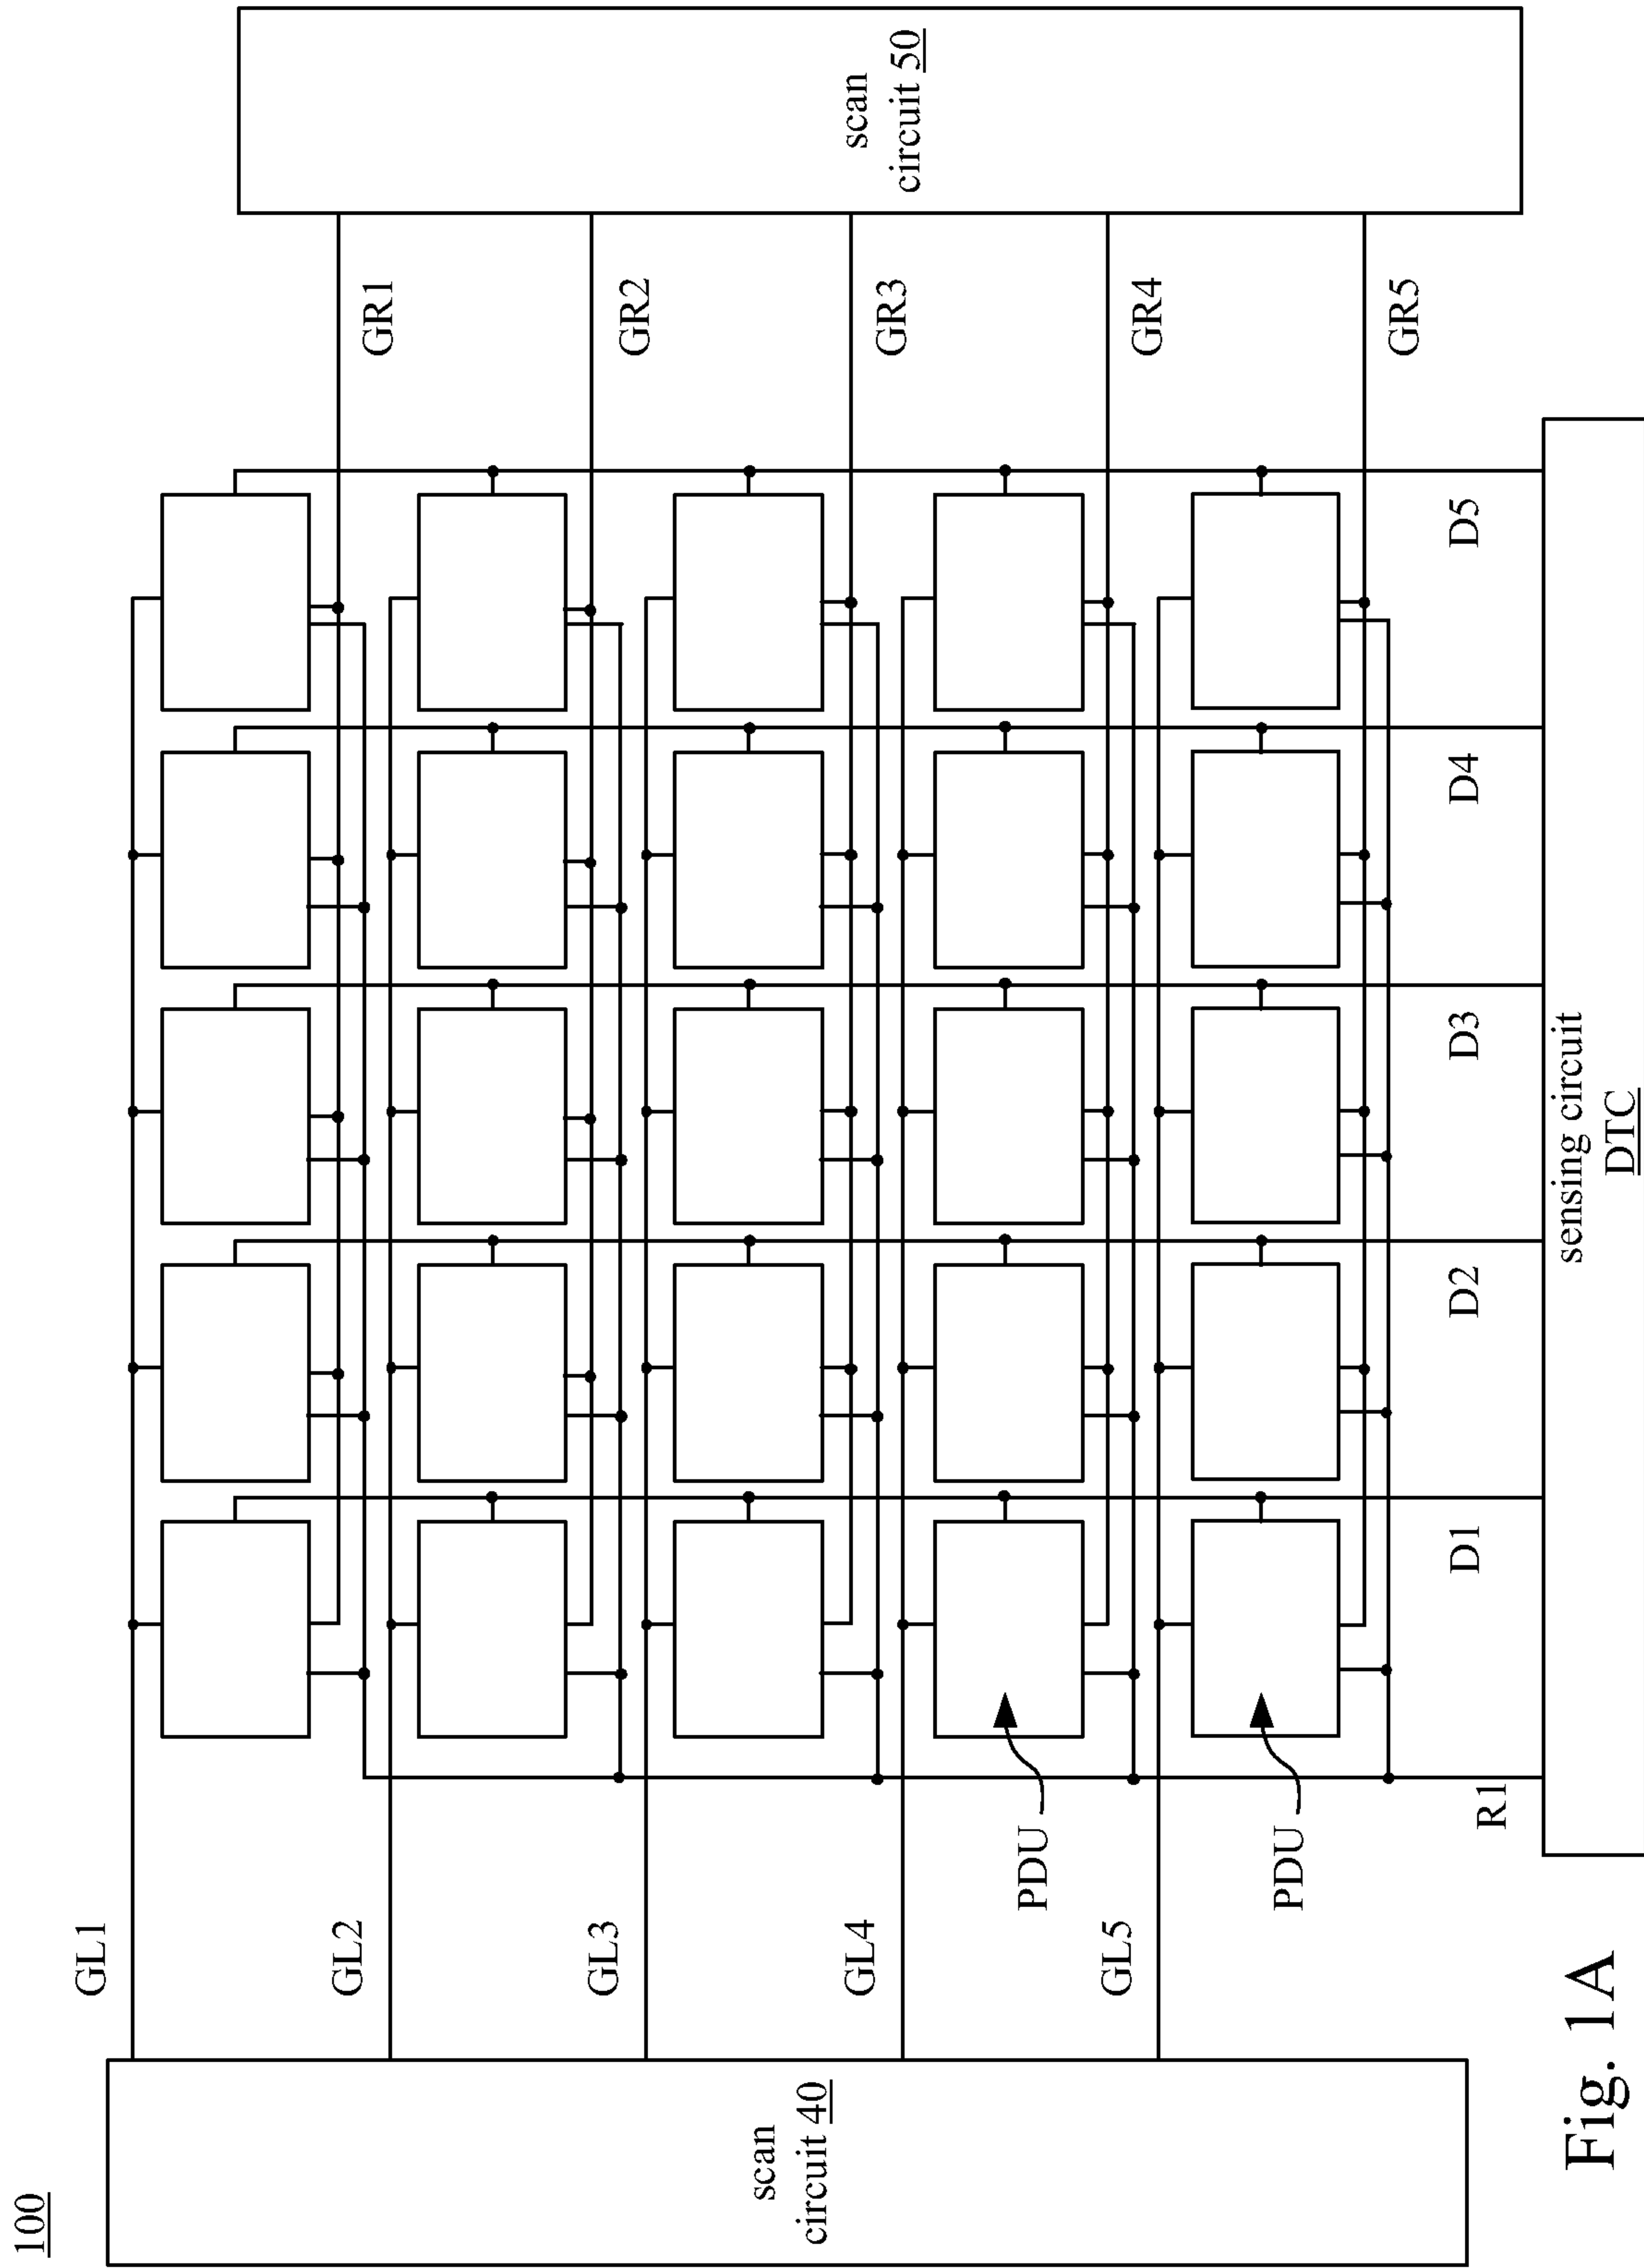 100
scan
circuit 40
GL1
GL2
GL3
GL4
GL5
PDU
PDU
R1
D1
D2
D3
D4
D5
GR1
GR2
GR3
GR4
GR5
scan
circuit 50
sensing circuit
DTC
Fig. 1A